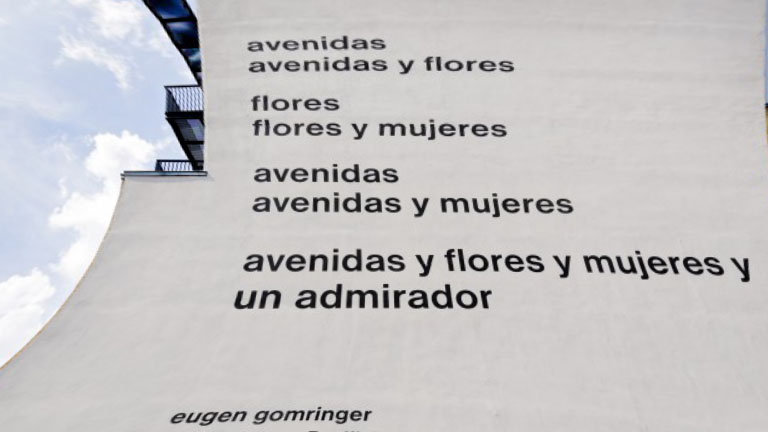 avenidas
avenidas y flores
flores
flores y mujeres
avenidas
avenidas y mujeres
avenidas y flores y mujeres y
un admirador
eugen gomringer